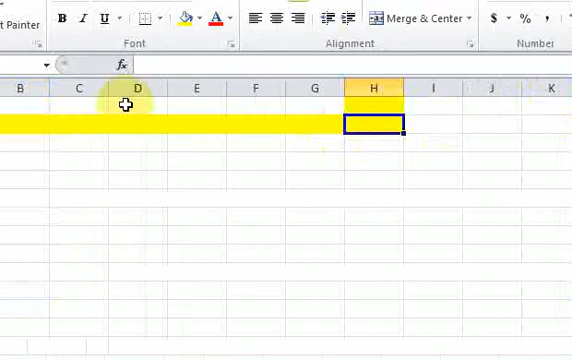 t Painter
B I U A Merge & Center $ % ,
Font Alignment Number
fx
B C D E F G H I J K